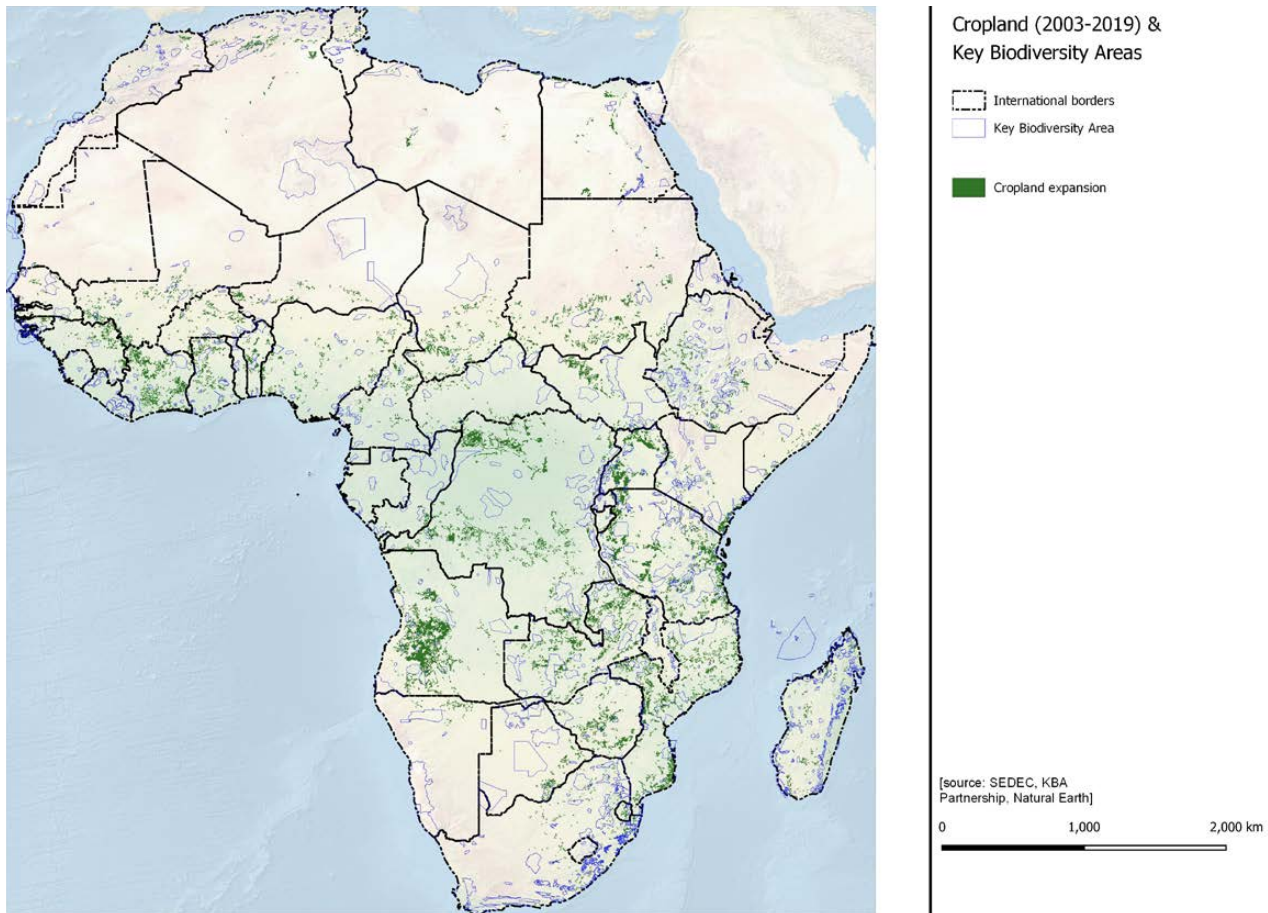 Cropland (2003-2019) &
Key Biodiversity Areas
International borders
Key Biodiversity Area
Cropland expansion
[source: SEDEC, KBA
Partnership, Natural Earth]
0 1,000 2,000 km